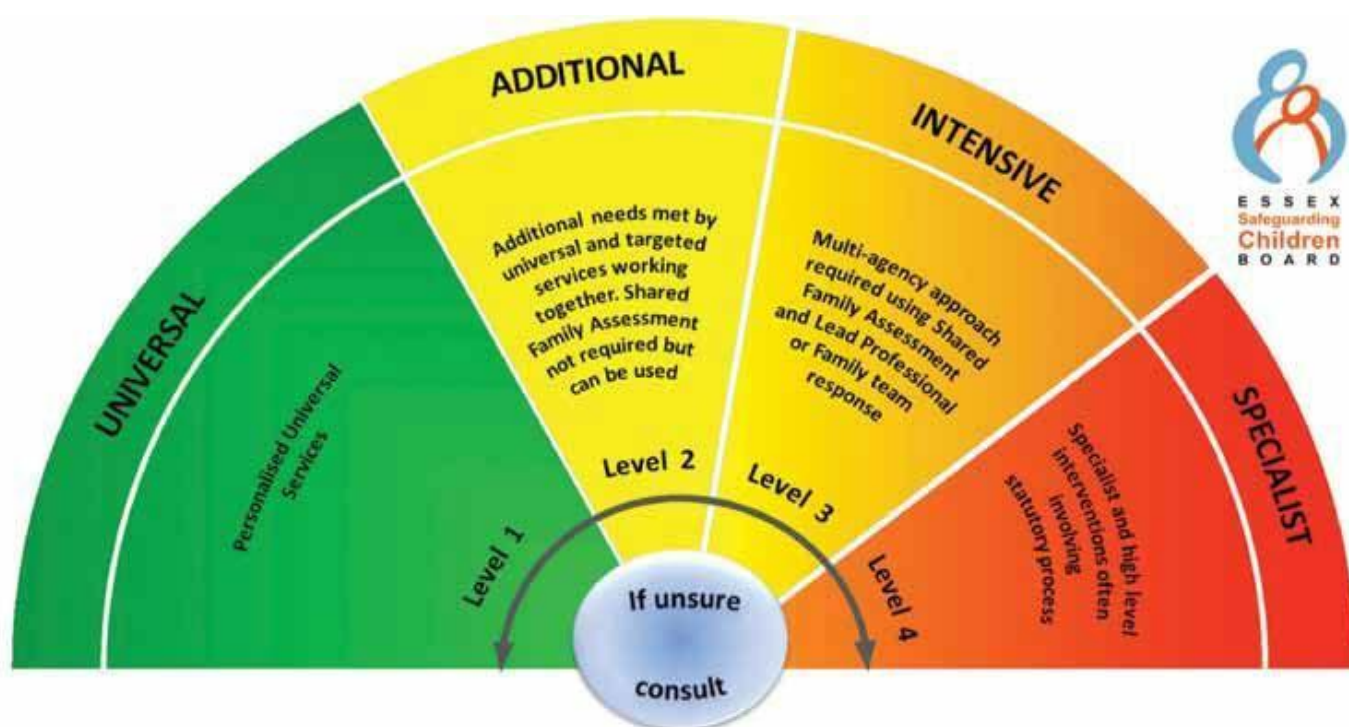 UNIVERSAL
Personalised Universal
Services
Level 1
ADDITIONAL
Additional needs met by
universal and targeted
services working
together. Shared
Family Assessment
not required but
can be used
Level 2
INTENSIVE
Multi-agency approach
required using Shared
Family Assessment
and Lead Professional
or Family team
response
Level 3
SPECIALIST
Specialist and high level
interventions often
involving
statutory process
Level 4
If unsure
consult
ESSEX
Safeguarding
Children
BOARD